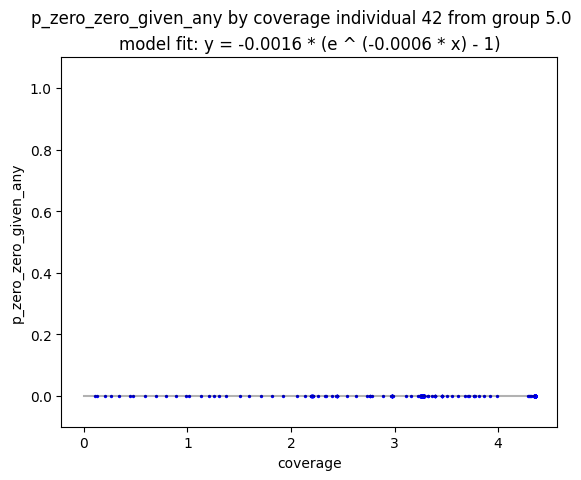 p_zero_zero_given_any by coverage individual 42 from group 5.0
model fit: y = -0.0016 * (e ^ (-0.0006 * x) - 1)
1.0
0.8
0.6
0.4
0.2
0.0
p_zero_zero_given_any
0 1 2 3 4
coverage